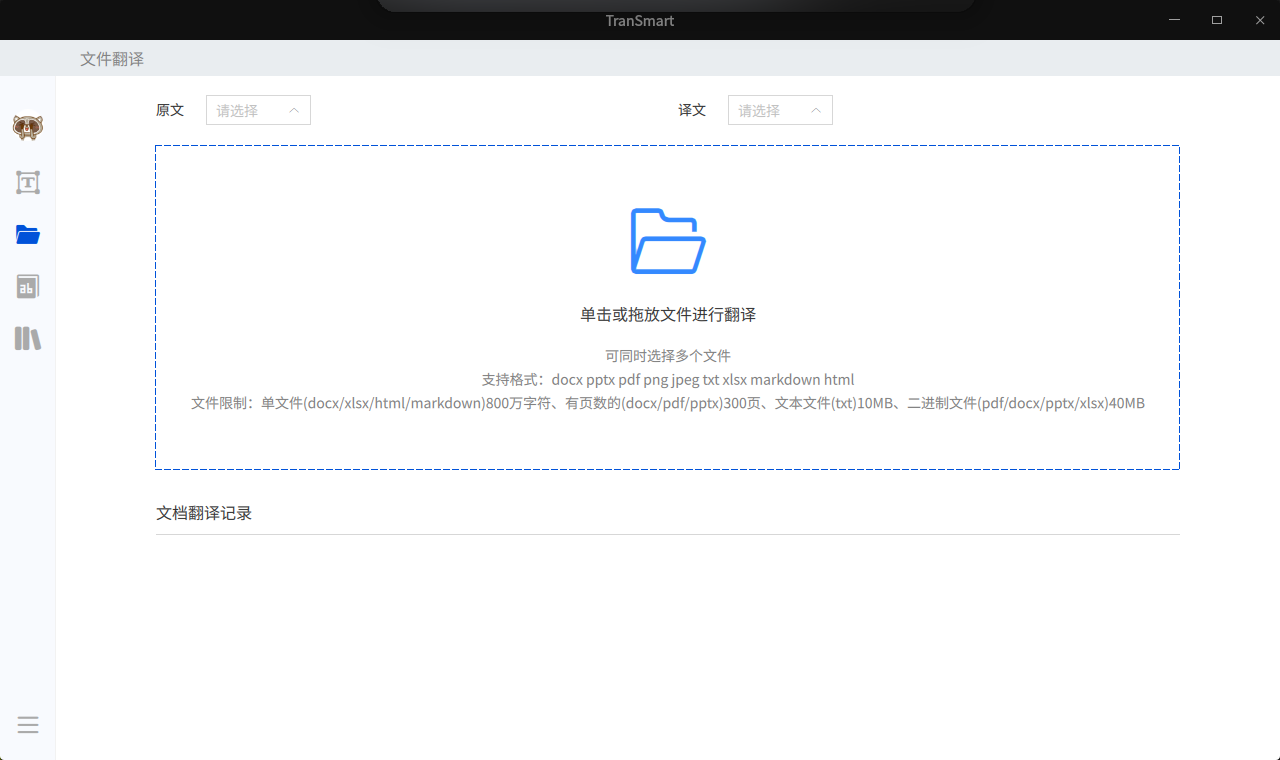 TranSmart
文件翻译
原文 请选择 译文 请选择
T
ab
单击或拖放文件进行翻译
可同时选择多个文件
支持格式：docx pptx pdf png jpeg txt xlsx markdown html
文件限制：单文件(docx/xlsx/html/markdown)800万字符、有页数的(docx/pdf/pptx)300页、文本文件(txt)10MB、二进制文件(pdf/docx/pptx/xlsx)40MB
文档翻译记录